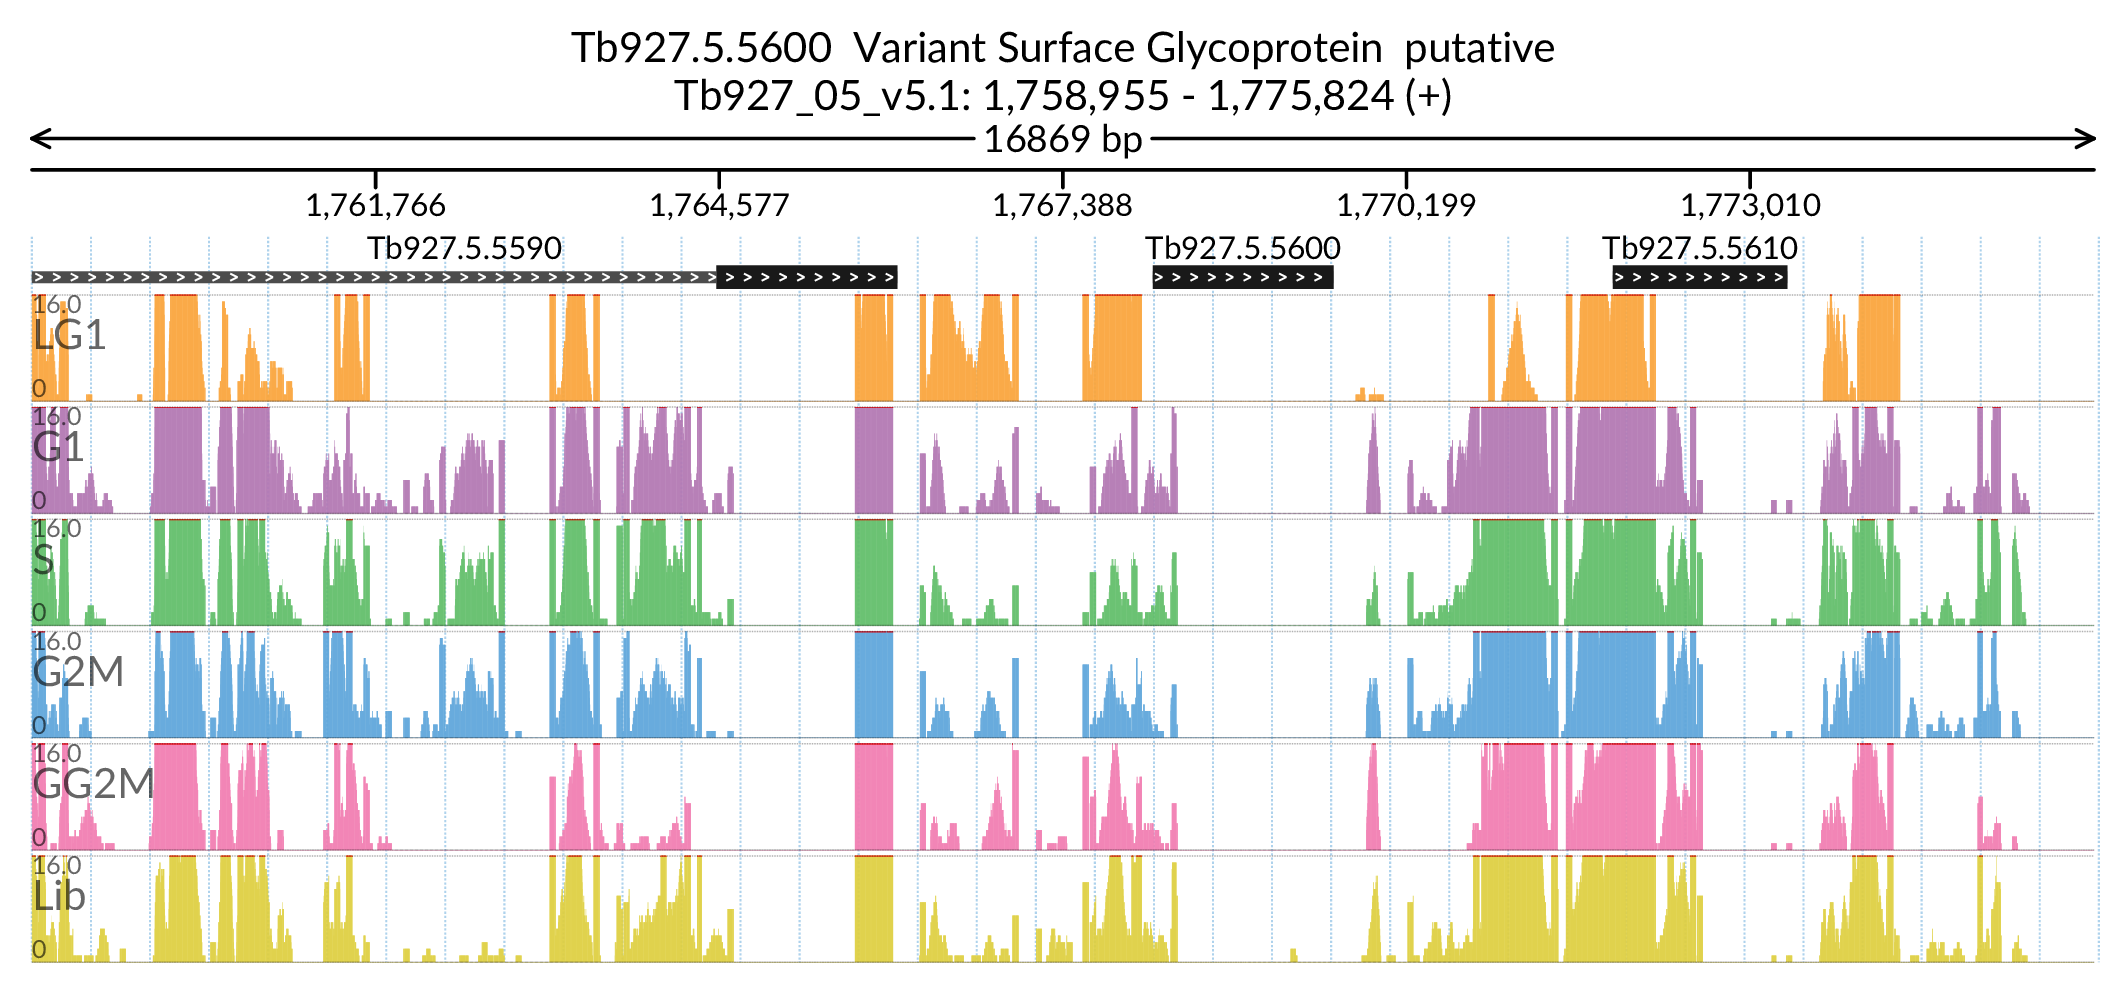 Tb927.5.5600  Variant Surface Glycoprotein  putative
Tb927_05_v5.1: 1,758,955 - 1,775,824 (+)
16869 bp
1,761,766 1,764,577 1,767,388 1,770,199 1,773,010
Tb927.5.5590 Tb927.5.5600 Tb927.5.5610
16.0
LG1
0
16.0
G1
0
16.0
S
0
16.0
G2M
0
16.0
GG2M
0
16.0
Lib
0